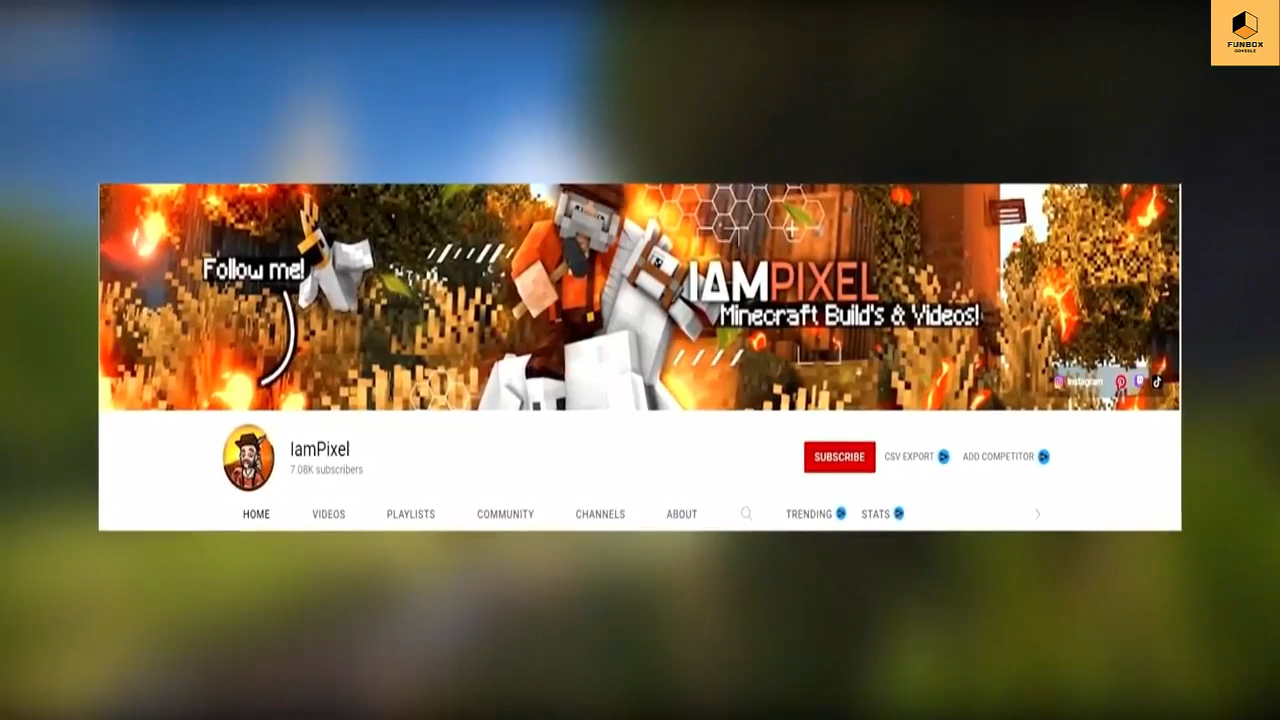 FUNBOX
CONSOLE
Follow me!
IAMPIXEL
Minecraft Build's & Videos!
Instagram
IamPixel
7.08K subscribers
SUBSCRIBE
CSV EXPORT
ADD COMPETITOR
HOME
VIDEOS
PLAYLISTS
COMMUNITY
CHANNELS
ABOUT
TRENDING
STATS